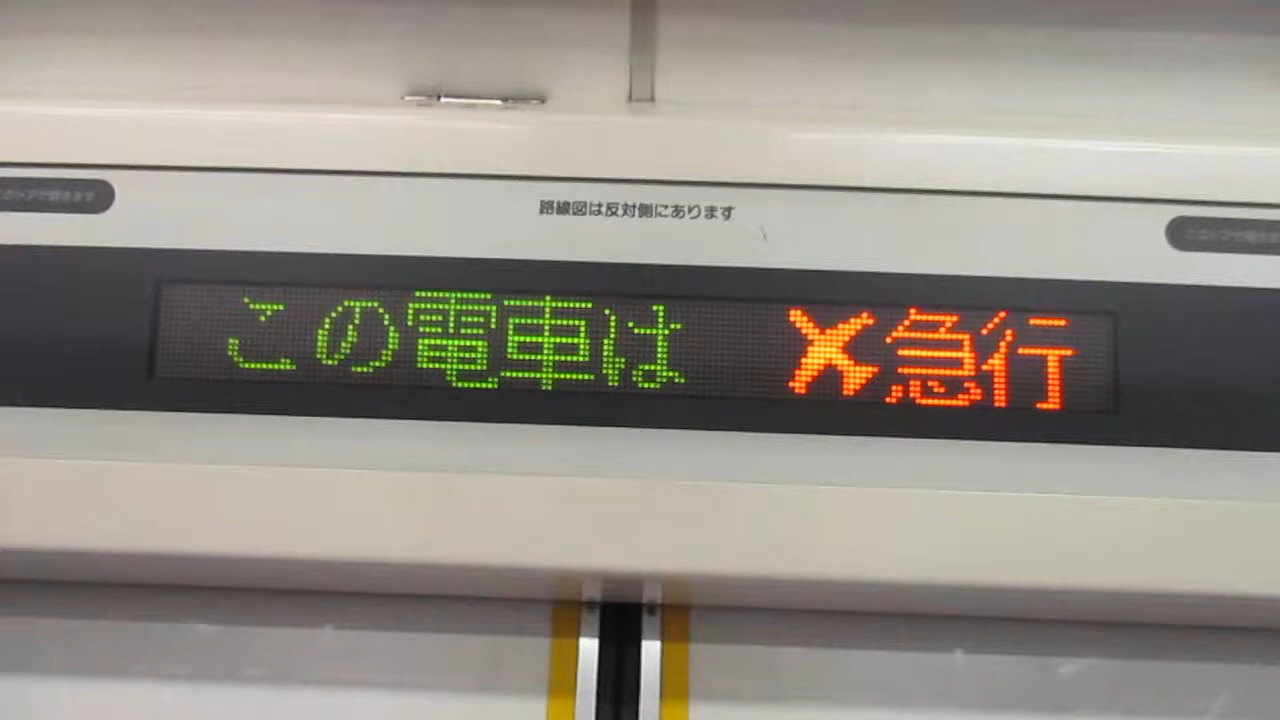 路線図は反対側にあります
この電車は ✈急行